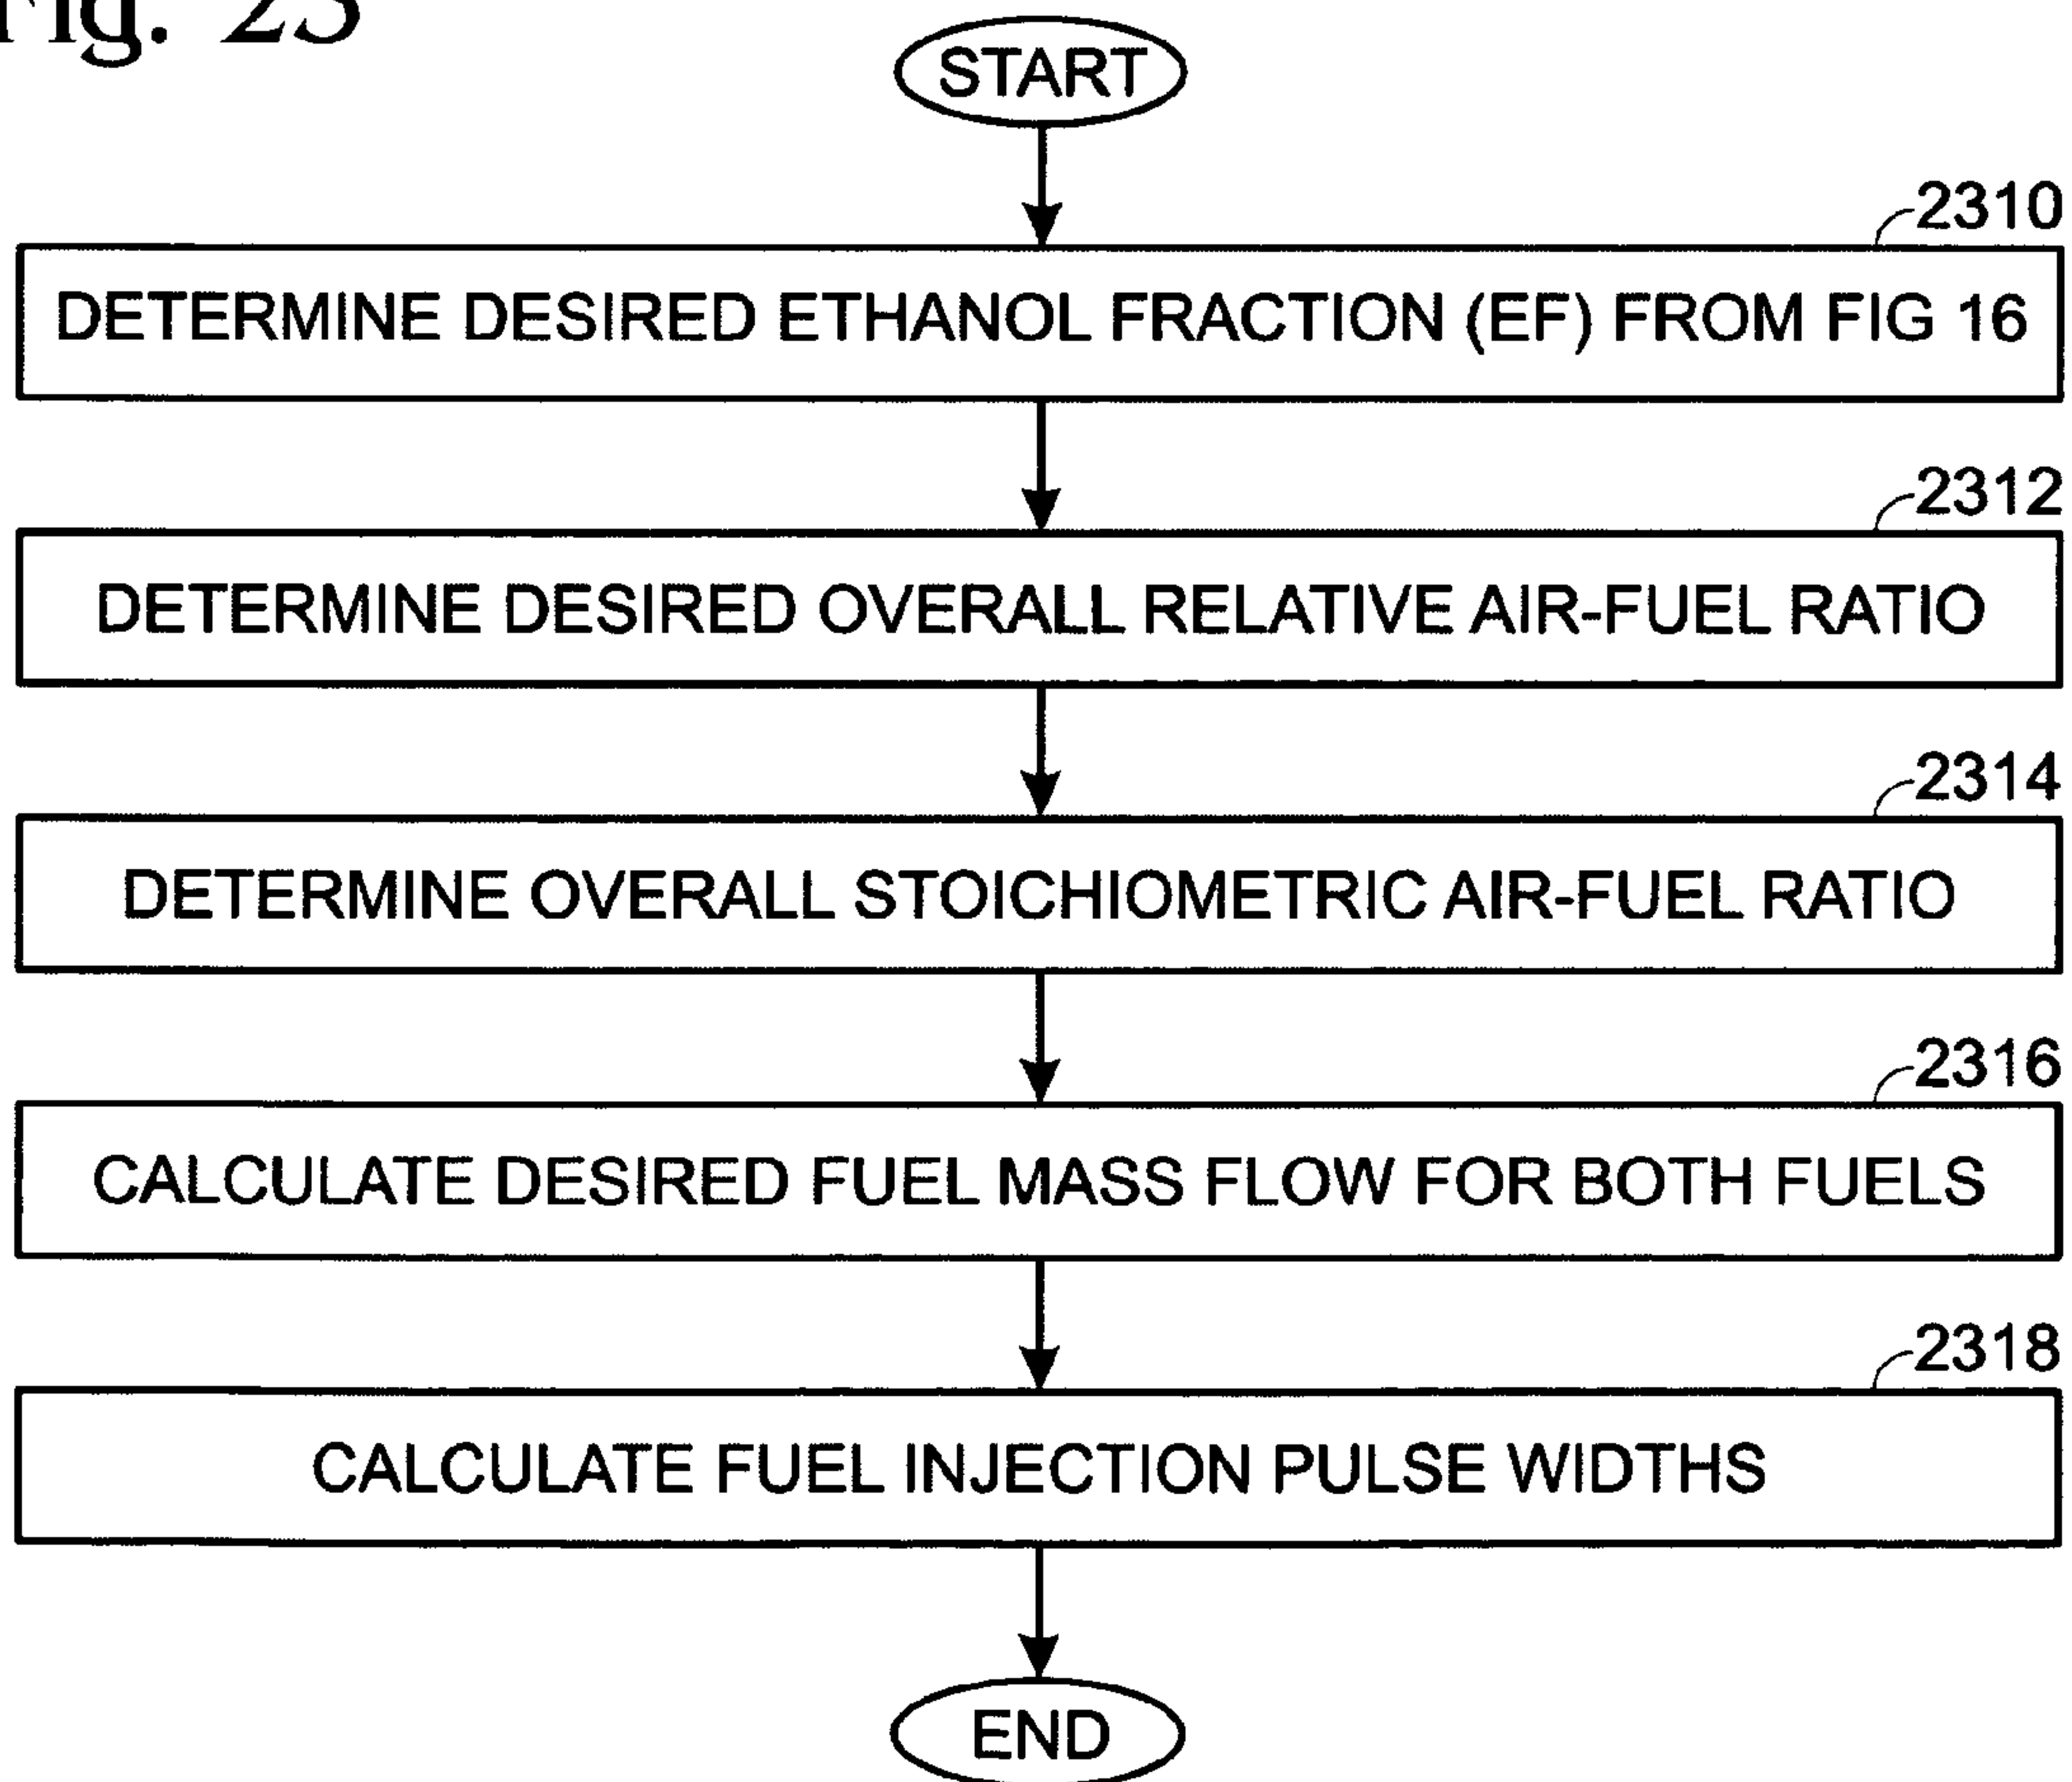 Fig. 23
START
2310
DETERMINE DESIRED ETHANOL FRACTION (EF) FROM FIG 16
2312
DETERMINE DESIRED OVERALL RELATIVE AIR-FUEL RATIO
2314
DETERMINE OVERALL STOICHIOMETRIC AIR-FUEL RATIO
2316
CALCULATE DESIRED FUEL MASS FLOW FOR BOTH FUELS
2318
CALCULATE FUEL INJECTION PULSE WIDTHS
END